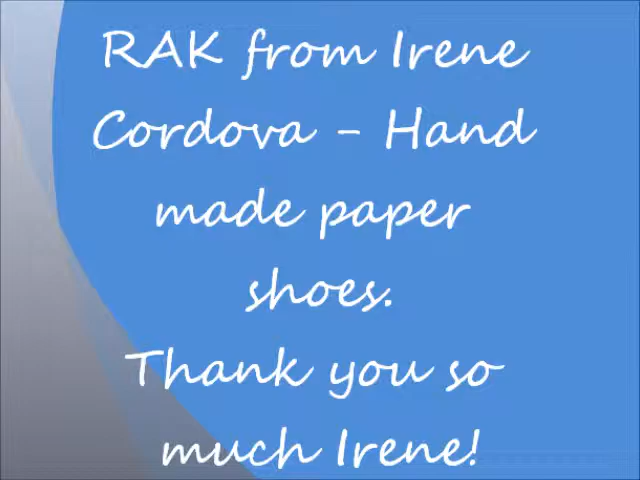 RAK from Irene
Cordova - Hand
made paper
shoes.
Thank you so
much Irene!